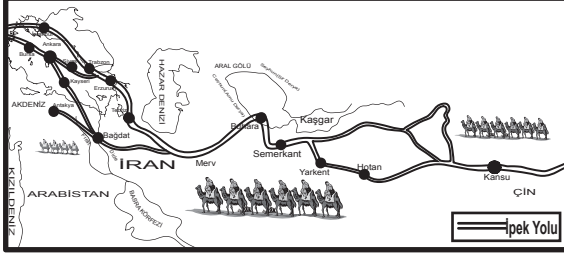 Ankara
Bursa
Trabzon
Erzurum
Kayseri
AKDENİZ
Antakya
Bağdat
HAZAR DENİZİ
ARAL GÖLÜ
Buhara
Kaşgar
Semerkant
Merv
İRAN
Yarkent
Hotan
Kansu
ÇİN
KIZILDENİZ
ARABİSTAN
BASRA KÖRFEZİ
İpek Yolu